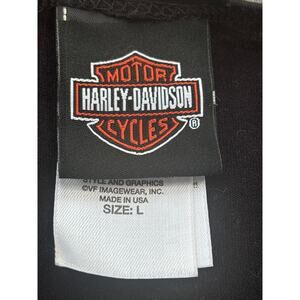 MOTOR
HARLEY-DAVIDSON
CYCLES
®
STYLE AND GRAPHICS
©VF IMAGEWEAR, INC.
MADE IN USA
SIZE: L